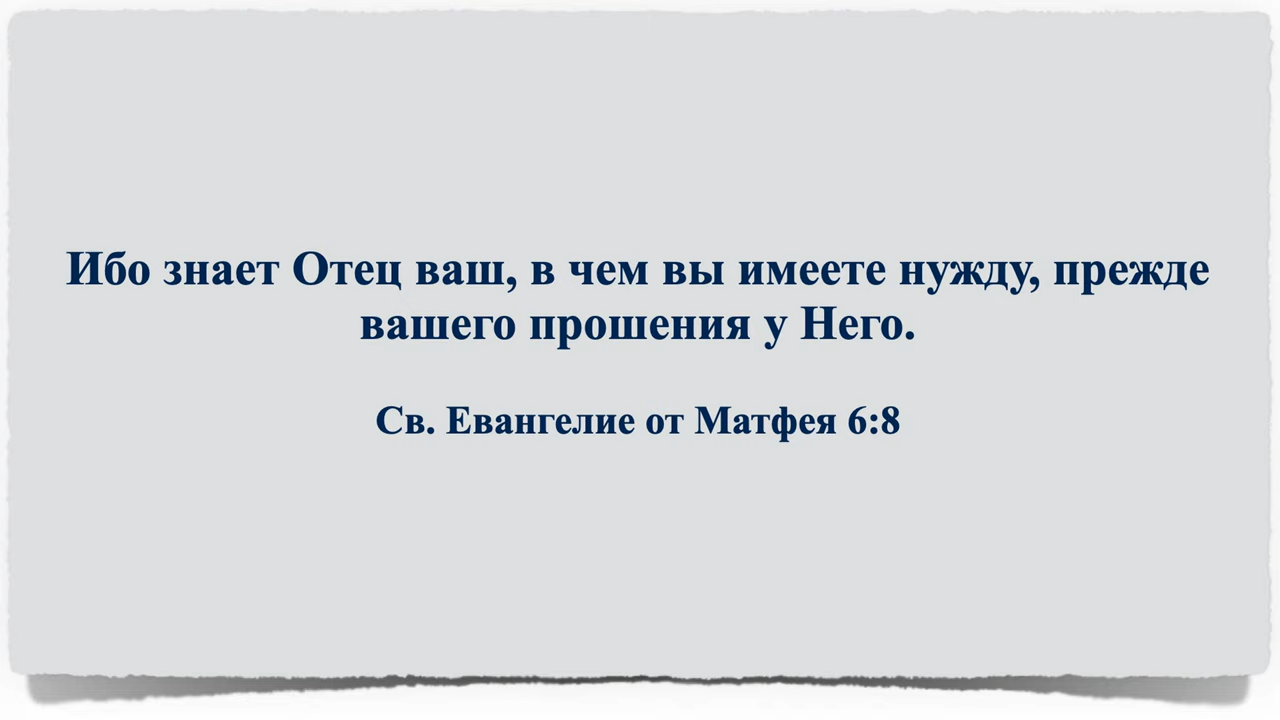 Ибо знает Отец ваш, в чем вы имеете нужду, прежде
вашего прошения у Него.
Св. Евангелие от Матфея 6:8